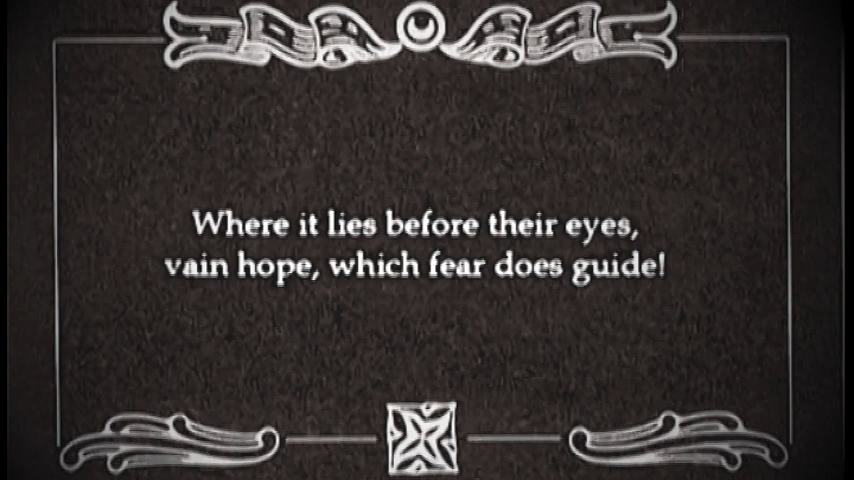 Where it lies before their eyes,
vain hope, which fear does guide!